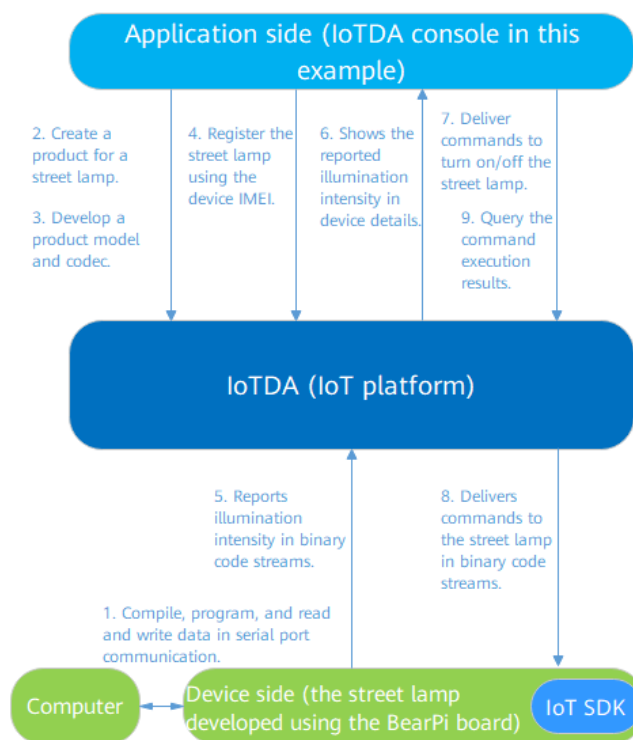 Application side (IoTDA console in this
example)
2. Create a
product for a
street lamp.
3. Develop a
product model
and codec.
4. Register the
street lamp
using the
device IMEI.
6. Shows the
reported
illumination
intensity in
device details.
7. Deliver
commands to
turn on/off the
street lamp.
9. Query the
command
execution
results.
IoTDA (IoT platform)
5. Reports
illumination
intensity in binary
code streams.
8. Delivers
commands to
the street lamp
in binary code
streams.
1. Compile, program, and read
and write data in serial port
communication.
Computer
Device side (the street lamp
developed using the BearPi board)
IoT SDK